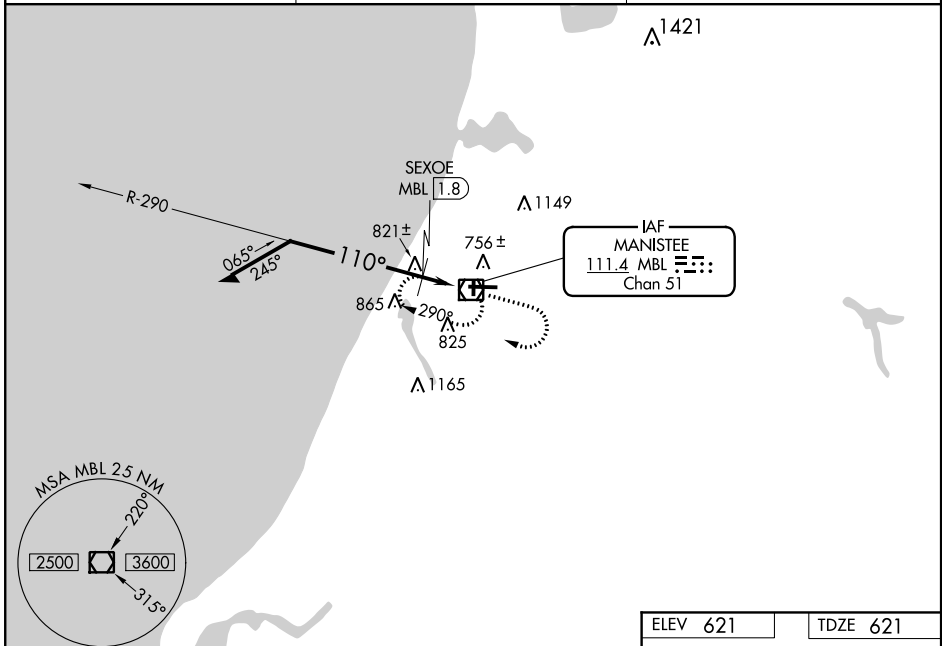 1421
SEXOE
MBL 1.8
R-290
1149
821±
IAF
756±
MANISTEE
111.4 MBL
Chan 51
065°
245°
110°
865
290°
825
1165
MSA MBL 25 NM
220°
2500
3600
315°
ELEV 621
TDZE 621